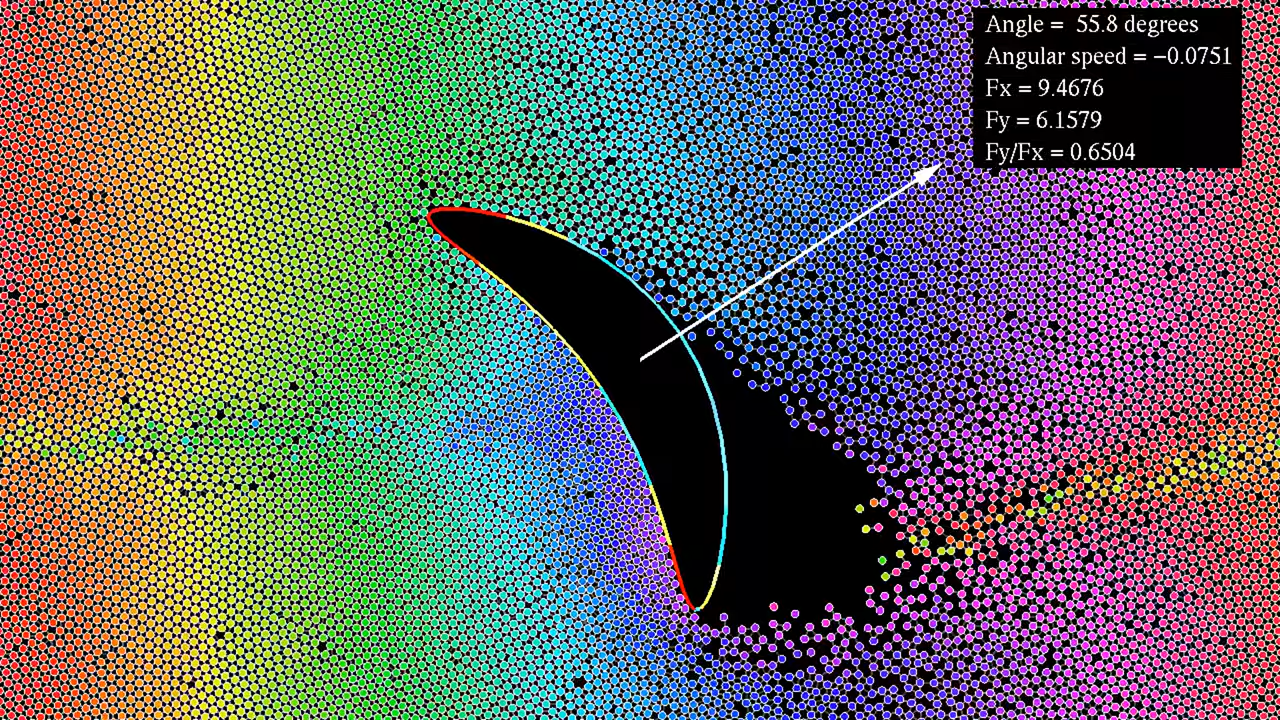 Angle =  55.8 degrees
Angular speed = −0.0751
Fx = 9.4676
Fy = 6.1579
Fy/Fx = 0.6504